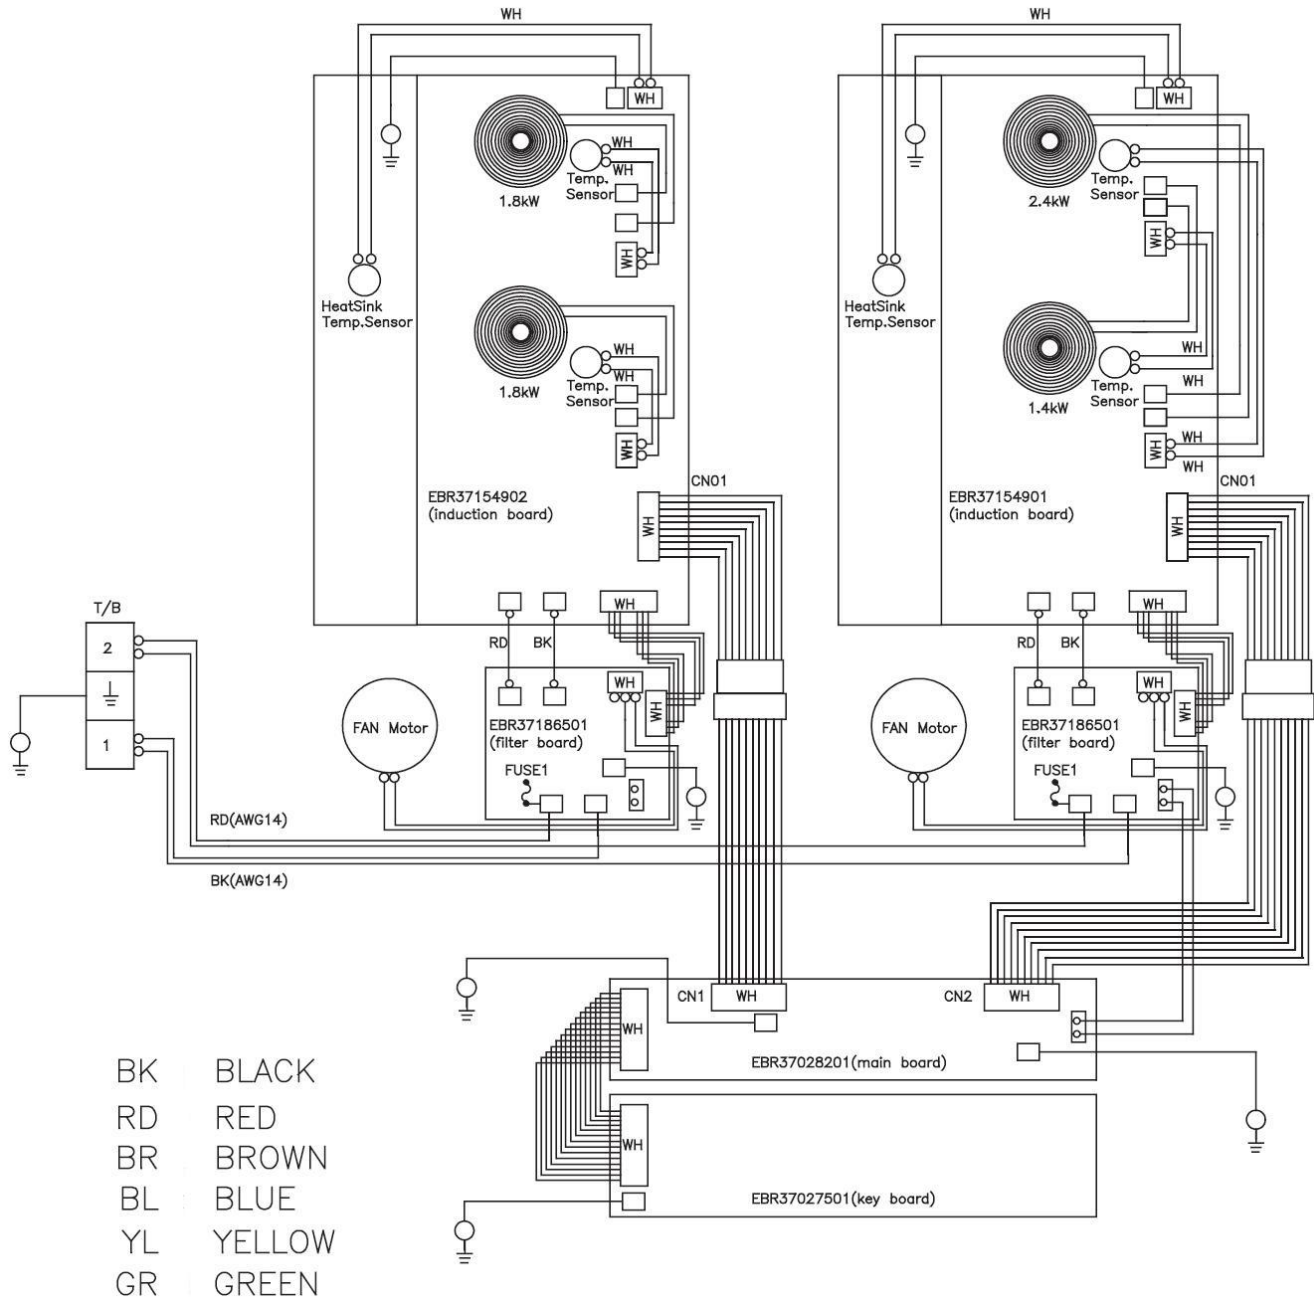 WH
WH
WH
WH
WH
WH
Temp.
Sensor
1.8kW
WH
Temp.
Sensor
2.4kW
WH
HeatSink
Temp.Sensor
WH
WH
Temp.
Sensor
1.8kW
WH
HeatSink
Temp.Sensor
WH
Temp.
Sensor
WH
1.4kW
WH
WH
WH
CN01
EBR37154902
(induction board)
WH
CN01
EBR37154901
(induction board)
WH
T/B
2
1
WH
RD
BK
WH
RD
BK
WH
WH
FAN Motor
EBR37186501
(filter board)
WH
FUSE1
WH
FAN Motor
EBR37186501
(filter board)
WH
FUSE1
RD(AWG14)
BK(AWG14)
CN1
WH
CN2
WH
WH
EBR37028201(main board)
WH
EBR37027501(key board)
BK BLACK
RD RED
BR BROWN
BL BLUE
YL YELLOW
GR GREEN